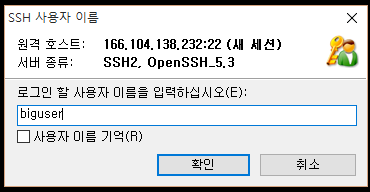 SSH 사용자 이름
원격 호스트: 166.104.138.232:22 (새 세션)
서버 종류: SSH2, OpenSSH_5.3
로그인 할 사용자 이름을 입력하십시오(E):
biguser
사용자 이름 기억(R)
확인 취소